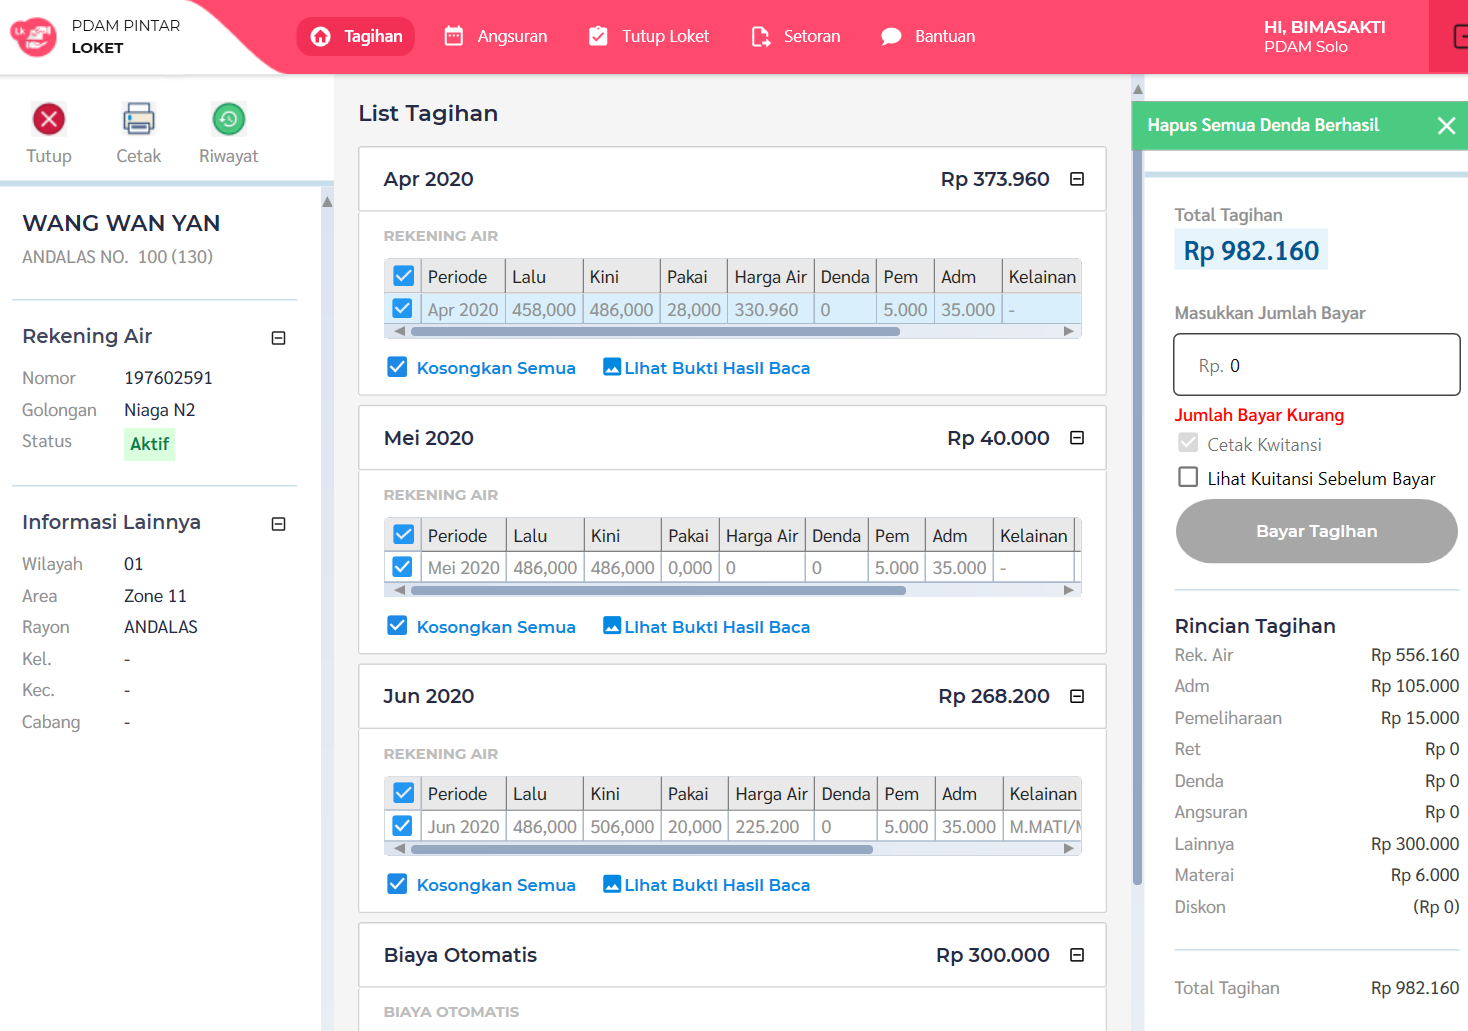 PDAM PINTAR
LOKET
Tagihan
Angsuran
Tutup Loket
Setoran
Bantuan
HI, BIMASAKTI
PDAM Solo
Tutup
Cetak
Riwayat
WANG WAN YAN
ANDALAS NO. 100 (130)
Rekening Air
Nomor 197602591
Golongan Niaga N2
Status Aktif
Informasi Lainnya
Wilayah 01
Area Zone 11
Rayon ANDALAS
Kel. -
Kec. -
Cabang -
List Tagihan
Apr 2020 Rp 373.960
REKENING AIR
Periode Lalu Kini Pakai Harga Air Denda Pem Adm Kelainan
Apr 2020 458,000 486,000 28,000 330.960 0 5.000 35.000 -
Kosongkan Semua Lihat Bukti Hasil Baca
Mei 2020 Rp 40.000
REKENING AIR
Periode Lalu Kini Pakai Harga Air Denda Pem Adm Kelainan
Mei 2020 486,000 486,000 0,000 0 0 5.000 35.000 -
Kosongkan Semua Lihat Bukti Hasil Baca
Jun 2020 Rp 268.200
REKENING AIR
Periode Lalu Kini Pakai Harga Air Denda Pem Adm Kelainan
Jun 2020 486,000 506,000 20,000 225.200 0 5.000 35.000 M.MATI/
Kosongkan Semua Lihat Bukti Hasil Baca
Biaya Otomatis Rp 300.000
BIAYA OTOMATIS
Hapus Semua Denda Berhasil
Total Tagihan
Rp 982.160
Masukkan Jumlah Bayar
Rp. 0
Jumlah Bayar Kurang
Cetak Kwitansi
Lihat Kuitansi Sebelum Bayar
Bayar Tagihan
Rincian Tagihan
Rek. Air Rp 556.160
Adm Rp 105.000
Pemeliharaan Rp 15.000
Ret Rp 0
Denda Rp 0
Angsuran Rp 0
Lainnya Rp 300.000
Materai Rp 6.000
Diskon (Rp 0)
Total Tagihan Rp 982.160